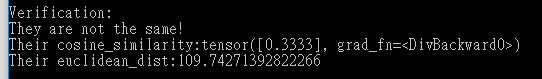 Verification:
They are not the same!
Their cosine_similarity:tensor([0.3333], grad_fn=<DivBackward0>)
Their euclidean_dist:109.74271392822266